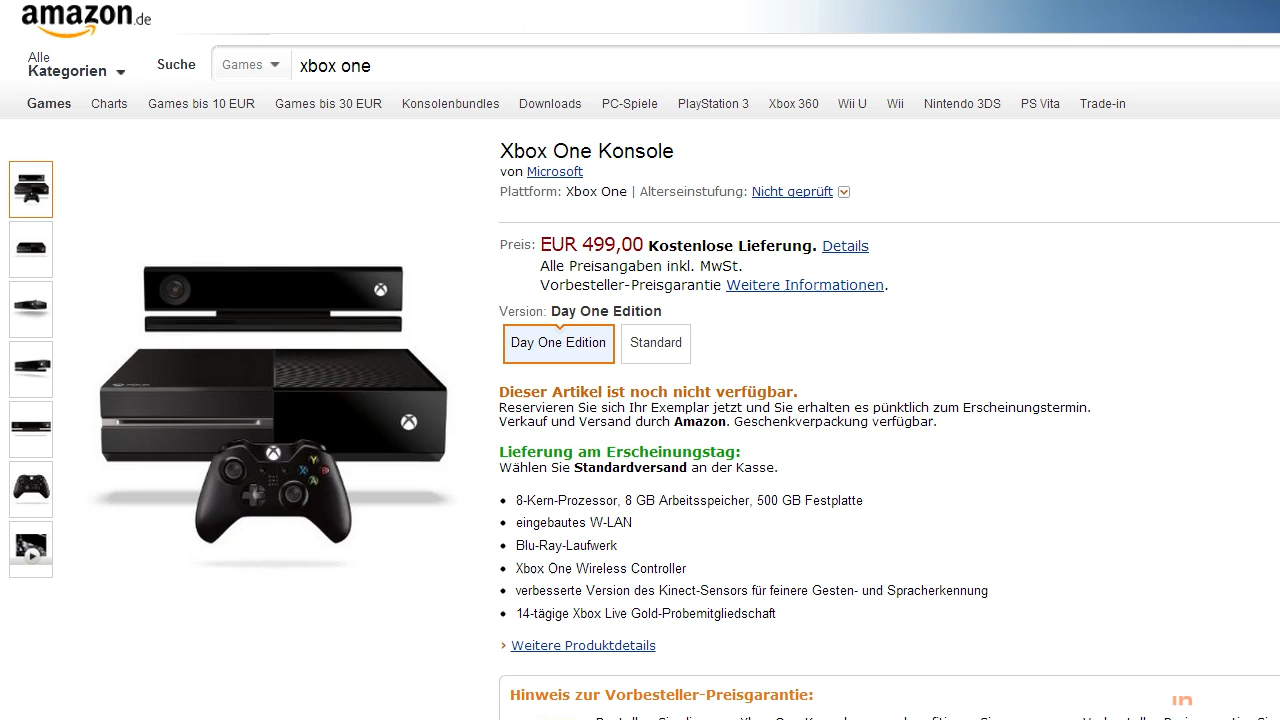 amazon.de
Alle
Kategorien
Suche
Games
xbox one
Games Charts Games bis 10 EUR Games bis 30 EUR Konsolenbundles Downloads PC-Spiele PlayStation 3 Xbox 360 Wii U Wii Nintendo 3DS PS Vita Trade-in
Xbox One Konsole
von Microsoft
Plattform: Xbox One | Alterseinstufung: Nicht geprüft
Preis: EUR 499,00 Kostenlose Lieferung. Details
Alle Preisangaben inkl. MwSt.
Vorbesteller-Preisgarantie Weitere Informationen.
Version: Day One Edition
Day One Edition Standard
Dieser Artikel ist noch nicht verfügbar.
Reservieren Sie sich Ihr Exemplar jetzt und Sie erhalten es pünktlich zum Erscheinungstermin.
Verkauf und Versand durch Amazon. Geschenkverpackung verfügbar.
Lieferung am Erscheinungstag:
Wählen Sie Standardversand an der Kasse.
• 8-Kern-Prozessor, 8 GB Arbeitsspeicher, 500 GB Festplatte
• eingebautes W-LAN
• Blu-Ray-Laufwerk
• Xbox One Wireless Controller
• verbesserte Version des Kinect-Sensors für feinere Gesten- und Spracherkennung
• 14-tägige Xbox Live Gold-Probemitgliedschaft
› Weitere Produktdetails
Hinweis zur Vorbesteller-Preisgarantie: